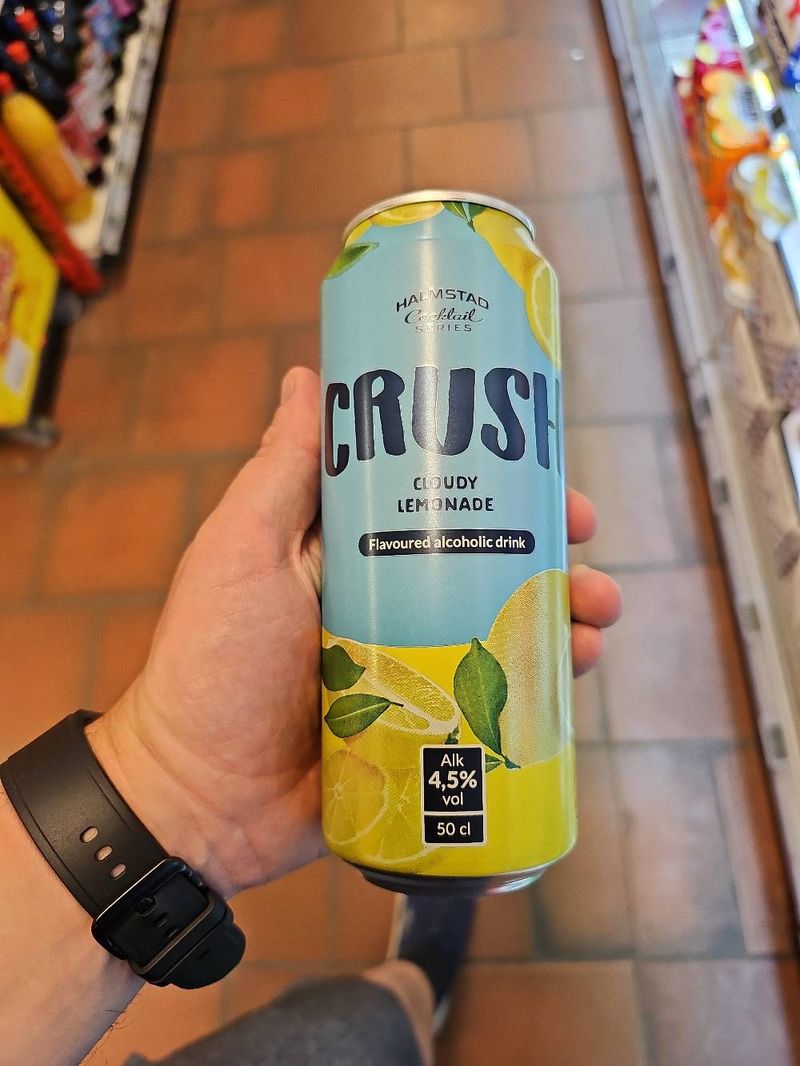 HALMSTAD
Cocktail
SERIES
CRUSH
CLOUDY
LEMONADE
Flavoured alcoholic drink
Alk
4,5%
vol
50 cl